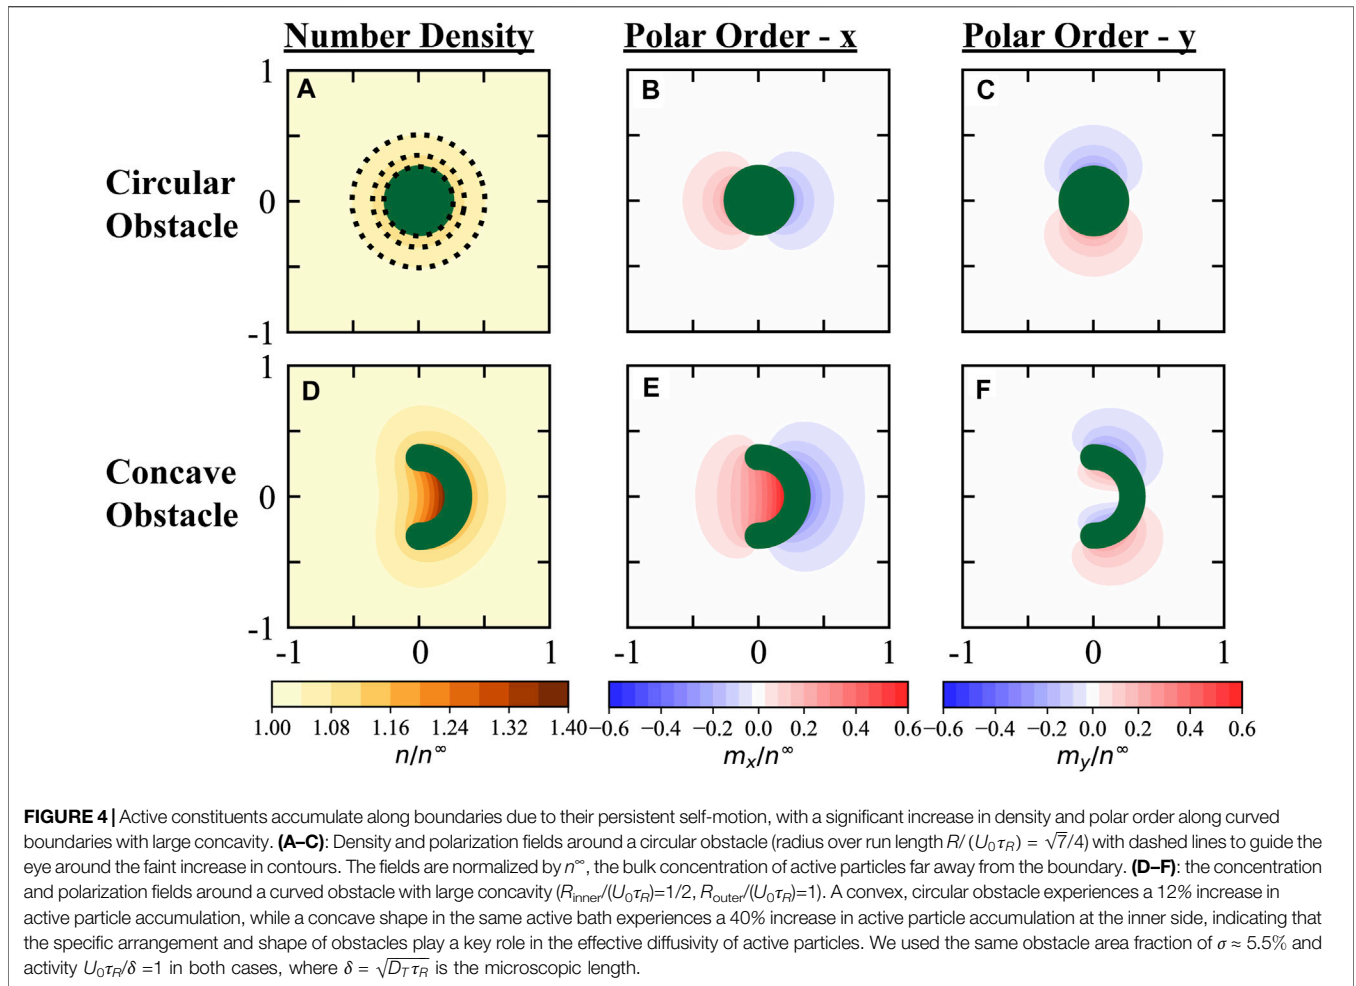 Number Density Polar Order - x Polar Order - y
Circular
Obstacle
1
0
-1
A B C
Concave
Obstacle
1
0
-1
D E F
-1 0 1 -1 0 1 -1 0 1
1.00 1.08 1.16 1.24 1.32 1.40
n/n∞
−0.6 −0.4 −0.2 0.0 0.2 0.4 0.6
mx/n∞
−0.6 −0.4 −0.2 0.0 0.2 0.4 0.6
my/n∞
FIGURE 4 | Active constituents accumulate along boundaries due to their persistent self-motion, with a significant increase in density and polar order along curved
boundaries with large concavity. (A–C): Density and polarization fields around a circular obstacle (radius over run length R/(U0τR) = √7/4) with dashed lines to guide the
eye around the faint increase in contours. The fields are normalized by n∞, the bulk concentration of active particles far away from the boundary. (D–F): the concentration
and polarization fields around a curved obstacle with large concavity (Rinner/(U0τR)=1/2, Router/(U0τR)=1). A convex, circular obstacle experiences a 12% increase in
active particle accumulation, while a concave shape in the same active bath experiences a 40% increase in active particle accumulation at the inner side, indicating that
the specific arrangement and shape of obstacles play a key role in the effective diffusivity of active particles. We used the same obstacle area fraction of σ ≈ 5.5% and
activity U0τR/δ =1 in both cases, where δ = √DTτR is the microscopic length.